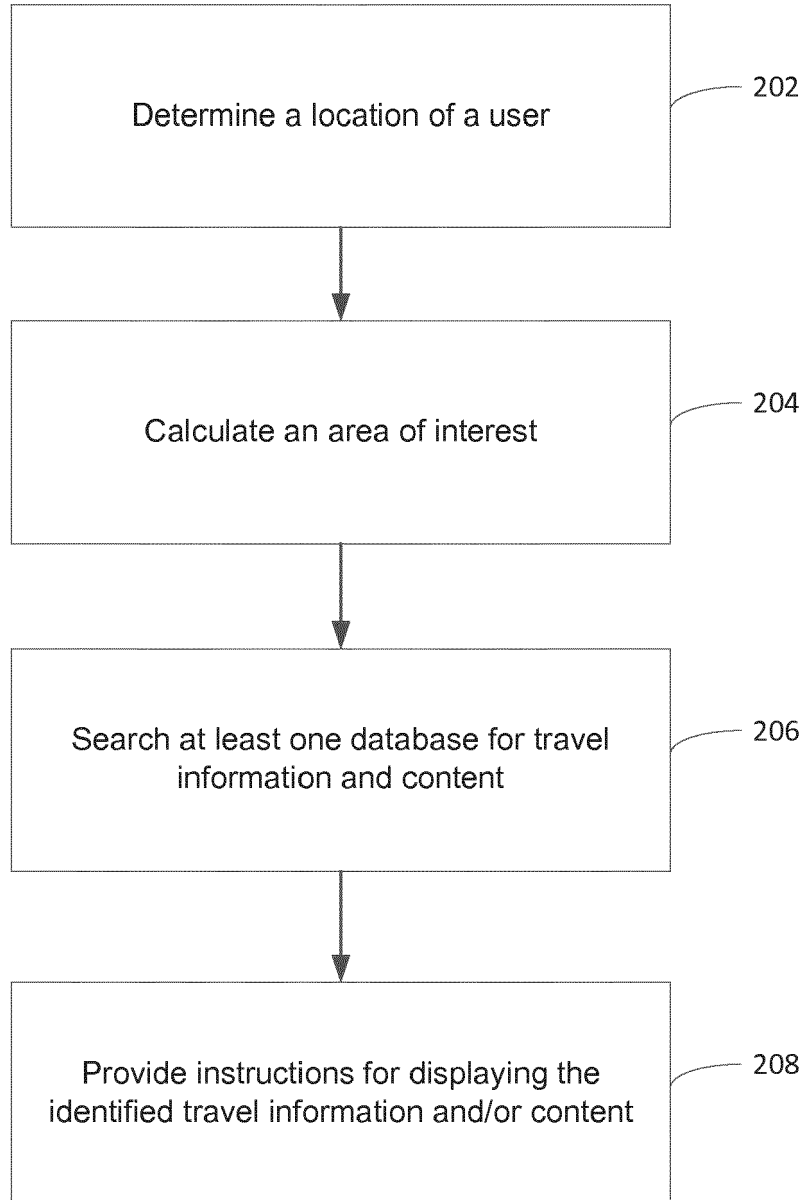 Determine a location of a user
202
Calculate an area of interest
204
Search at least one database for travel
information and content
206
Provide instructions for displaying the
identified travel information and/or content
208